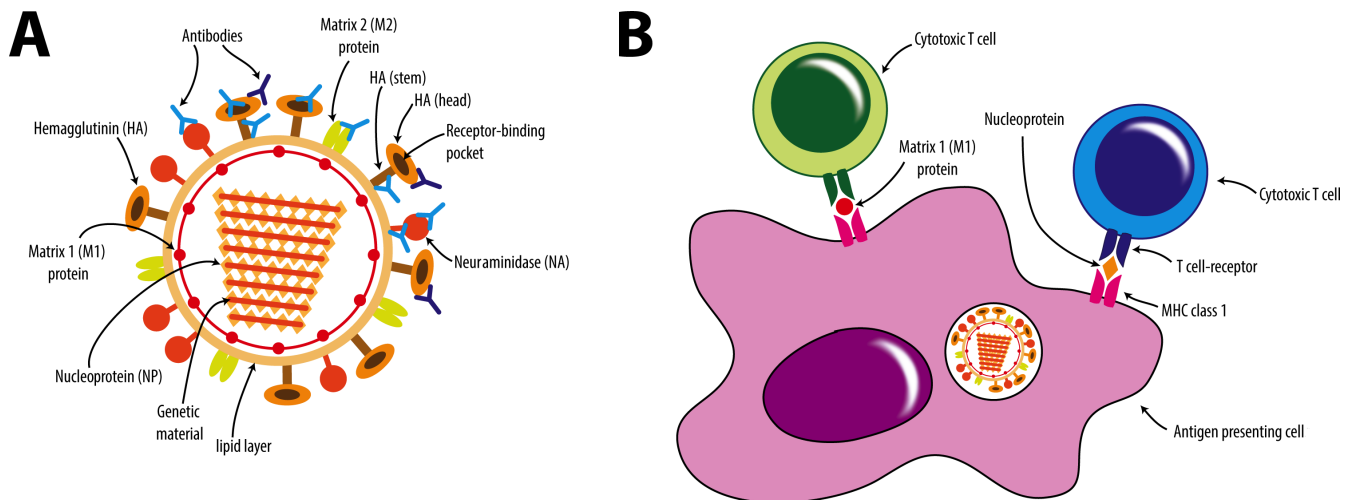 A
Antibodies
Matrix 2 (M2)
protein
HA (stem)
HA (head)
Receptor-binding
pocket
Hemagglutinin (HA)
Matrix 1 (M1)
protein
Neuraminidase (NA)
Nucleoprotein (NP)
Genetic
material
lipid layer
B
Cytotoxic T cell
Nucleoprotein
Matrix 1 (M1)
protein
Cytotoxic T cell
T cell-receptor
MHC class 1
Antigen presenting cell